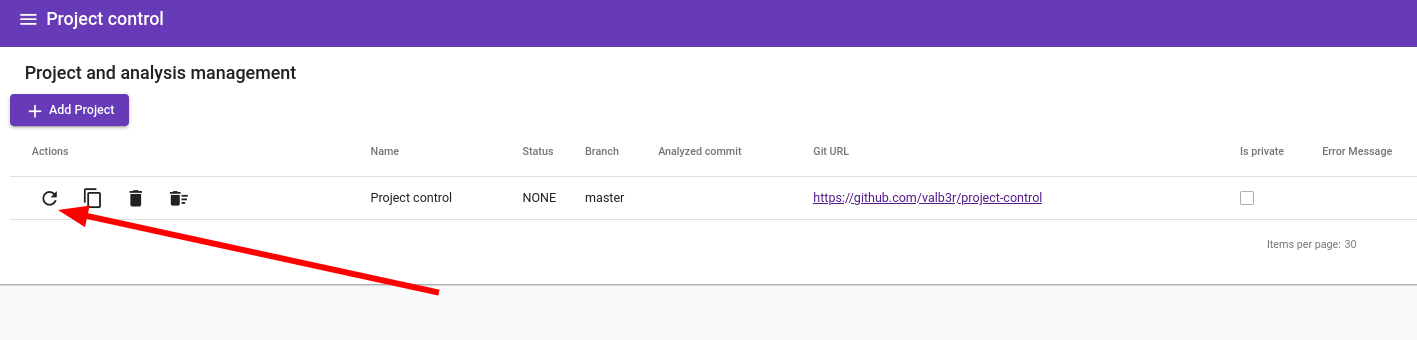 Project control
Project and analysis management
Add Project
Actions Name Status Branch Analyzed commit Git URL Is private Error Message
Project control NONE master https://github.com/valb3r/project-control
Items per page: 30